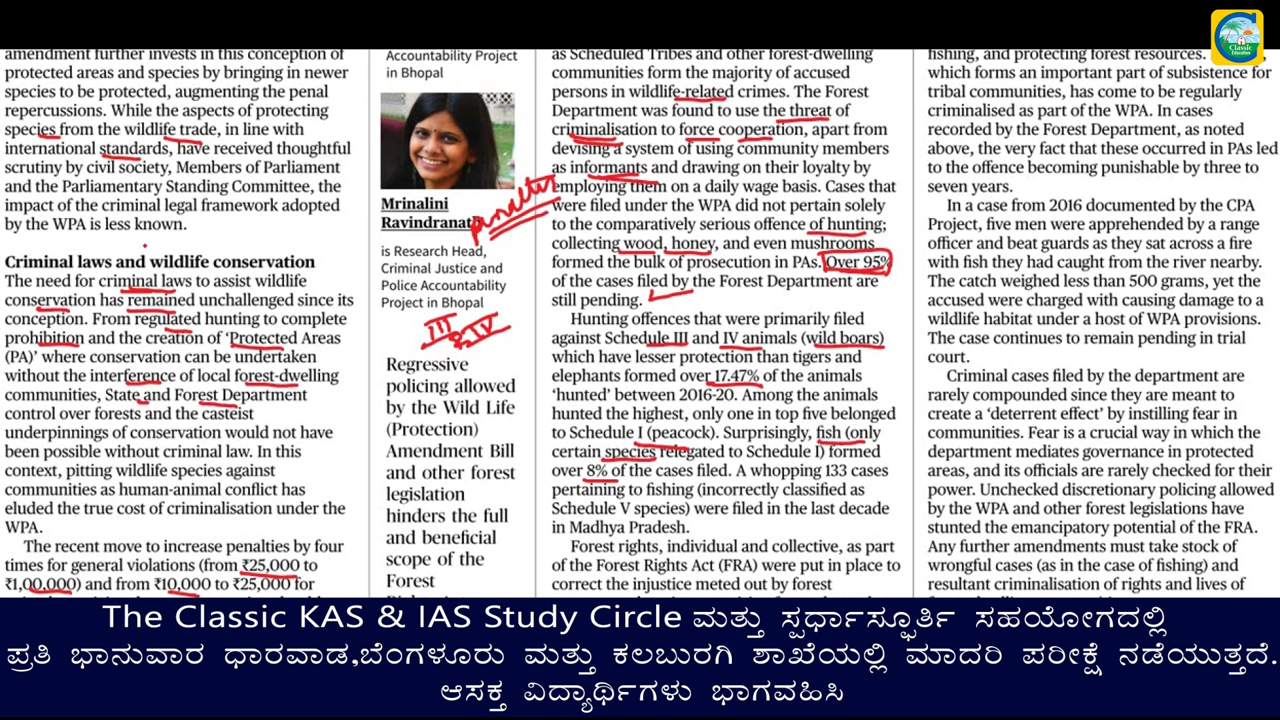 Classic
Education
amendment further invests in this conception of
protected areas and species by bringing in newer
species to be protected, augmenting the penal
repercussions. While the aspects of protecting
species from the wildlife trade, in line with
international standards, have received thoughtful
scrutiny by civil society, Members of Parliament
and the Parliamentary Standing Committee, the
impact of the criminal legal framework adopted
by the WPA is less known.
Criminal laws and wildlife conservation
The need for criminal laws to assist wildlife
conservation has remained unchallenged since its
conception. From regulated hunting to complete
prohibition and the creation of ‘Protected Areas
(PA)’ where conservation can be undertaken
without the interference of local forest-dwelling
communities, State and Forest Department
control over forests and the casteist
underpinnings of conservation would not have
been possible without criminal law. In this
context, pitting wildlife species against
communities as human-animal conflict has
eluded the true cost of criminalisation under the
WPA.
The recent move to increase penalties by four
times for general violations (from ₹25,000 to
₹1,00,000) and from ₹10,000 to ₹25,000 for
Accountability Project
in Bhopal
Mrinalini
Ravindranath
penalties
is Research Head,
Criminal Justice and
Police Accountability
Project in Bhopal
III
& IV
Regressive
policing allowed
by the Wild Life
(Protection)
Amendment Bill
and other forest
legislation
hinders the full
and beneficial
scope of the
Forest
as Scheduled Tribes and other forest-dwelling
communities form the majority of accused
persons in wildlife-related crimes. The Forest
Department was found to use the threat of
criminalisation to force cooperation, apart from
devising a system of using community members
as informants and drawing on their loyalty by
employing them on a daily wage basis. Cases that
were filed under the WPA did not pertain solely
to the comparatively serious offence of hunting;
collecting wood, honey, and even mushrooms
formed the bulk of prosecution in PAs. Over 95%
of the cases filed by the Forest Department are
still pending.
Hunting offences that were primarily filed
against Schedule III and IV animals (wild boars)
which have lesser protection than tigers and
elephants formed over 17.47% of the animals
‘hunted’ between 2016-20. Among the animals
hunted the highest, only one in top five belonged
to Schedule I (peacock). Surprisingly, fish (only
certain species relegated to Schedule I) formed
over 8% of the cases filed. A whopping 133 cases
pertaining to fishing (incorrectly classified as
Schedule V species) were filed in the last decade
in Madhya Pradesh.
Forest rights, individual and collective, as part
of the Forest Rights Act (FRA) were put in place to
correct the injustice meted out by forest
fishing, and protecting forest resources.
which forms an important part of subsistence for
tribal communities, has come to be regularly
criminalised as part of the WPA. In cases
recorded by the Forest Department, as noted
above, the very fact that these occurred in PAs led
to the offence becoming punishable by three to
seven years.
In a case from 2016 documented by the CPA
Project, five men were apprehended by a range
officer and beat guards as they sat across a fire
with fish they had caught from the river nearby.
The catch weighed less than 500 grams, yet the
accused were charged with causing damage to a
wildlife habitat under a host of WPA provisions.
The case continues to remain pending in trial
court.
Criminal cases filed by the department are
rarely compounded since they are meant to
create a ‘deterrent effect’ by instilling fear in
communities. Fear is a crucial way in which the
department mediates governance in protected
areas, and its officials are rarely checked for their
power. Unchecked discretionary policing allowed
by the WPA and other forest legislations have
stunted the emancipatory potential of the FRA.
Any further amendments must take stock of
wrongful cases (as in the case of fishing) and
resultant criminalisation of rights and lives of
The Classic KAS & IAS Study Circle ಮತ್ತು ಸ್ಪರ್ಧಾಸ್ಫೂರ್ತಿ ಸಹಯೋಗದಲ್ಲಿ
ಪ್ರತಿ ಭಾನುವಾರ ಧಾರವಾಡ,ಬೆಂಗಳೂರು ಮತ್ತು ಕಲಬುರಗಿ ಶಾಖೆಯಲ್ಲಿ ಮಾದರಿ ಪರೀಕ್ಷೆ ನಡೆಯುತ್ತದೆ.
ಆಸಕ್ತ ವಿದ್ಯಾರ್ಥಿಗಳು ಭಾಗವಹಿಸಿ